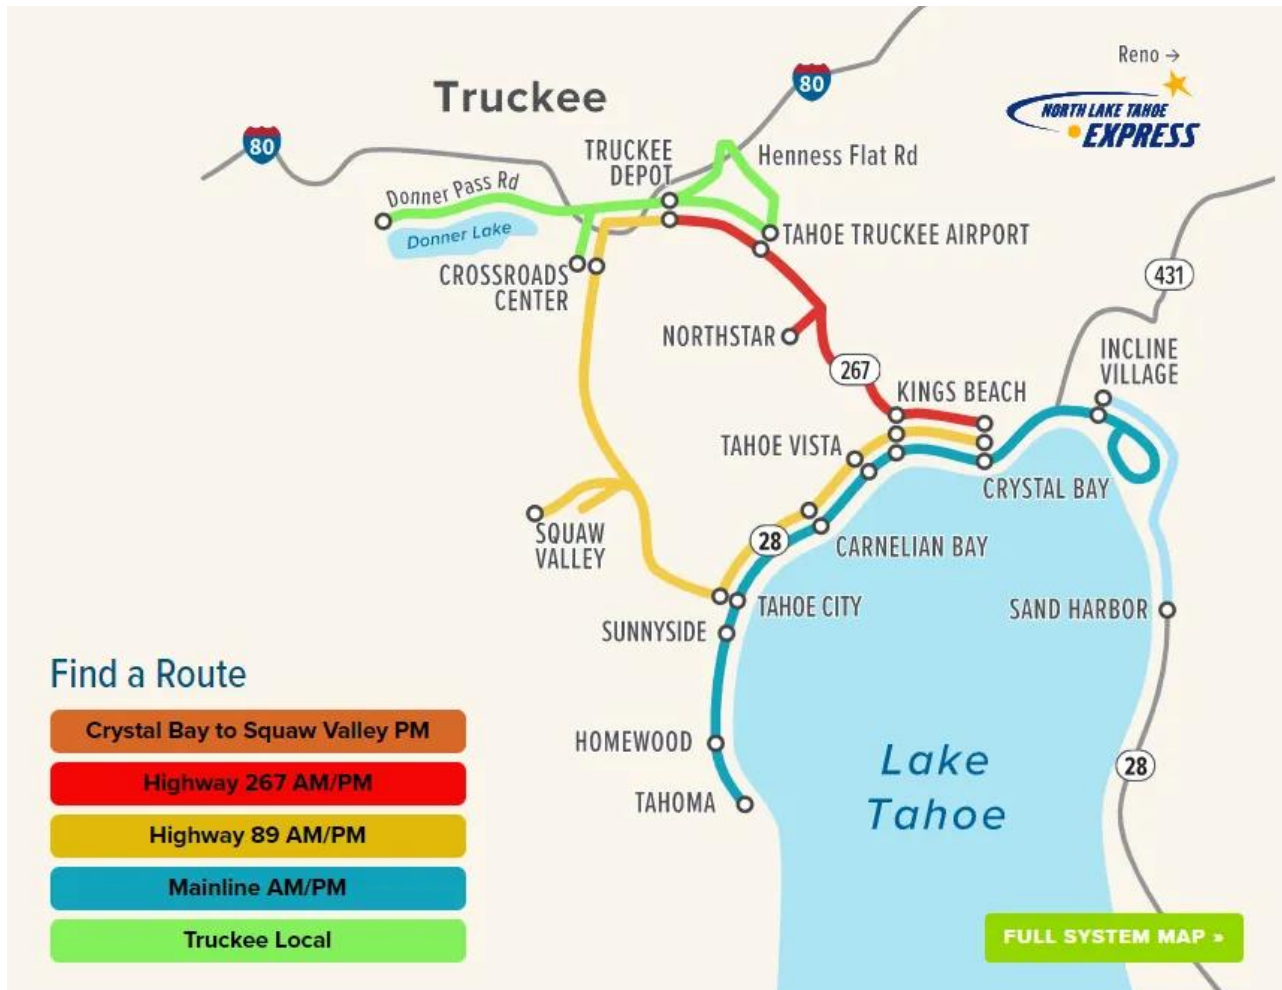 Reno →
Truckee
80
NORTH LAKE TAHOE
EXPRESS
80
TRUCKEE
DEPOT
Henness Flat Rd
Donner Pass Rd
Donner Lake
TAHOE TRUCKEE AIRPORT
CROSSROADS
CENTER
431
NORTHSTAR
INCLINE
VILLAGE
267
KINGS BEACH
TAHOE VISTA
CRYSTAL BAY
SQUAW
VALLEY
28
CARNELIAN BAY
TAHOE CITY
SAND HARBOR
SUNNYSIDE
Find a Route
Crystal Bay to Squaw Valley PM
Highway 267 AM/PM
Highway 89 AM/PM
Mainline AM/PM
Truckee Local
HOMEWOOD
TAHOMA
Lake
Tahoe
28
FULL SYSTEM MAP »